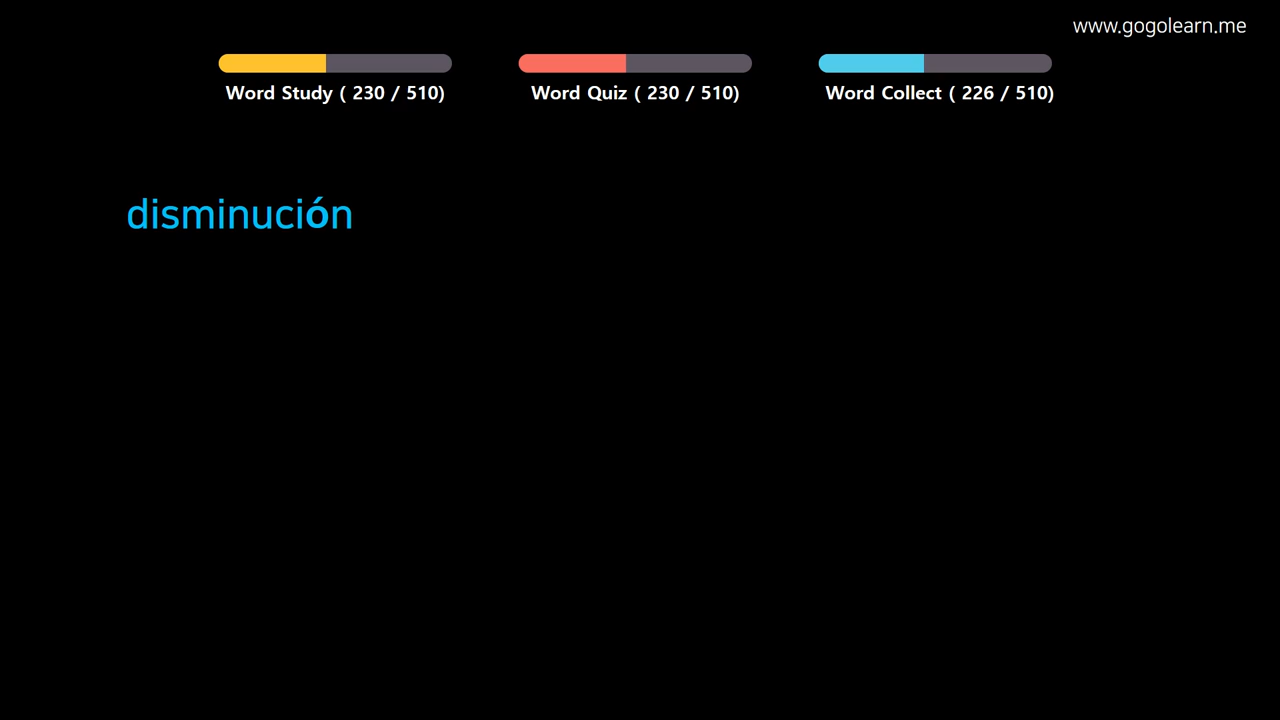 www.gogolearn.me
Word Study ( 230 / 510)
Word Quiz ( 230 / 510)
Word Collect ( 226 / 510)
disminución